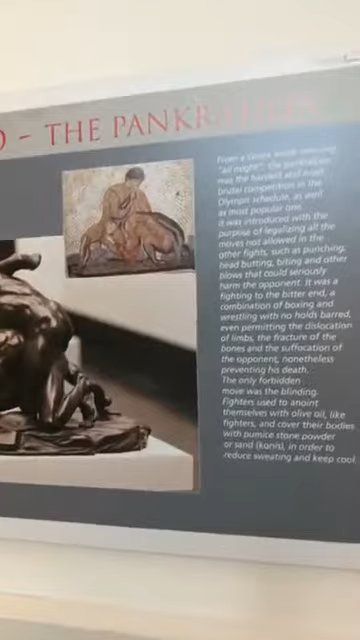 O – THE PANKRATION
From a Greek word meaning
"all might", the pankration
was the hardest and most
brutal competition in the
Olympic schedule, as well
as most popular one.
It was introduced with the
purpose of legalizing all the
moves not allowed in the
other fights, such as punching,
head butting, biting and other
blows that could seriously
harm the opponent. It was a
fighting to the bitter end, a
combination of boxing and
wrestling with no holds barred,
even permitting the dislocation
of limbs, the fracture of the
bones and the suffocation of
the opponent, nonetheless
preventing his death.
The only forbidden
move was the blinding.
Fighters used to anoint
themselves with olive oil, like
fighters, and cover their bodies
with pumice stone powder
or sand (konis), in order to
reduce sweating and keep cool